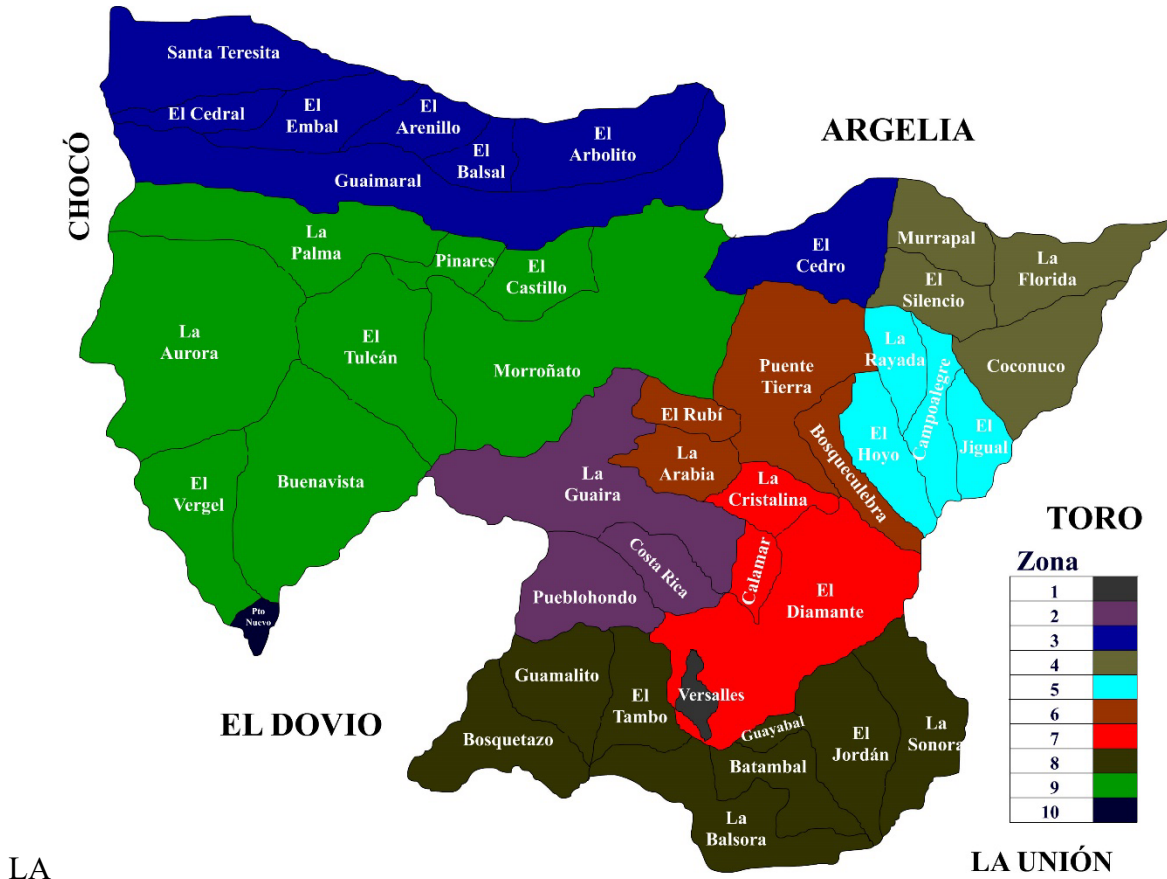 Santa Teresita
El Cedral
El
Embal
El
Arenillo
El
Balsal
El
Arbolito
Guaimaral
CHOCÓ
ARGELIA
La
Palma
Pinares
El
Castillo
El
Cedro
Murrapal
El
Silencio
La
Florida
La
Aurora
El
Tulcán
Morroñato
Puente
Tierra
La
Rayada
Campoalegre
Coconuco
El Rubí
El
Hoyo
El
Jigual
Bosqueculebra
La
Arabia
El
Vergel
Buenavista
La
Guaira
La
Cristalina
TORO
Costa Rica
Calamar
Pueblohondo
El
Diamante
Pto
Nuevo
Guamalito
El
Tambo
Versalles
EL DOVIO
Bosquetazo
Guayabal
Batambal
El
Jordán
La
Sonora
La
Balsora
Zona
1
2
3
4
5
6
7
8
9
10
LA
LA UNIÓN